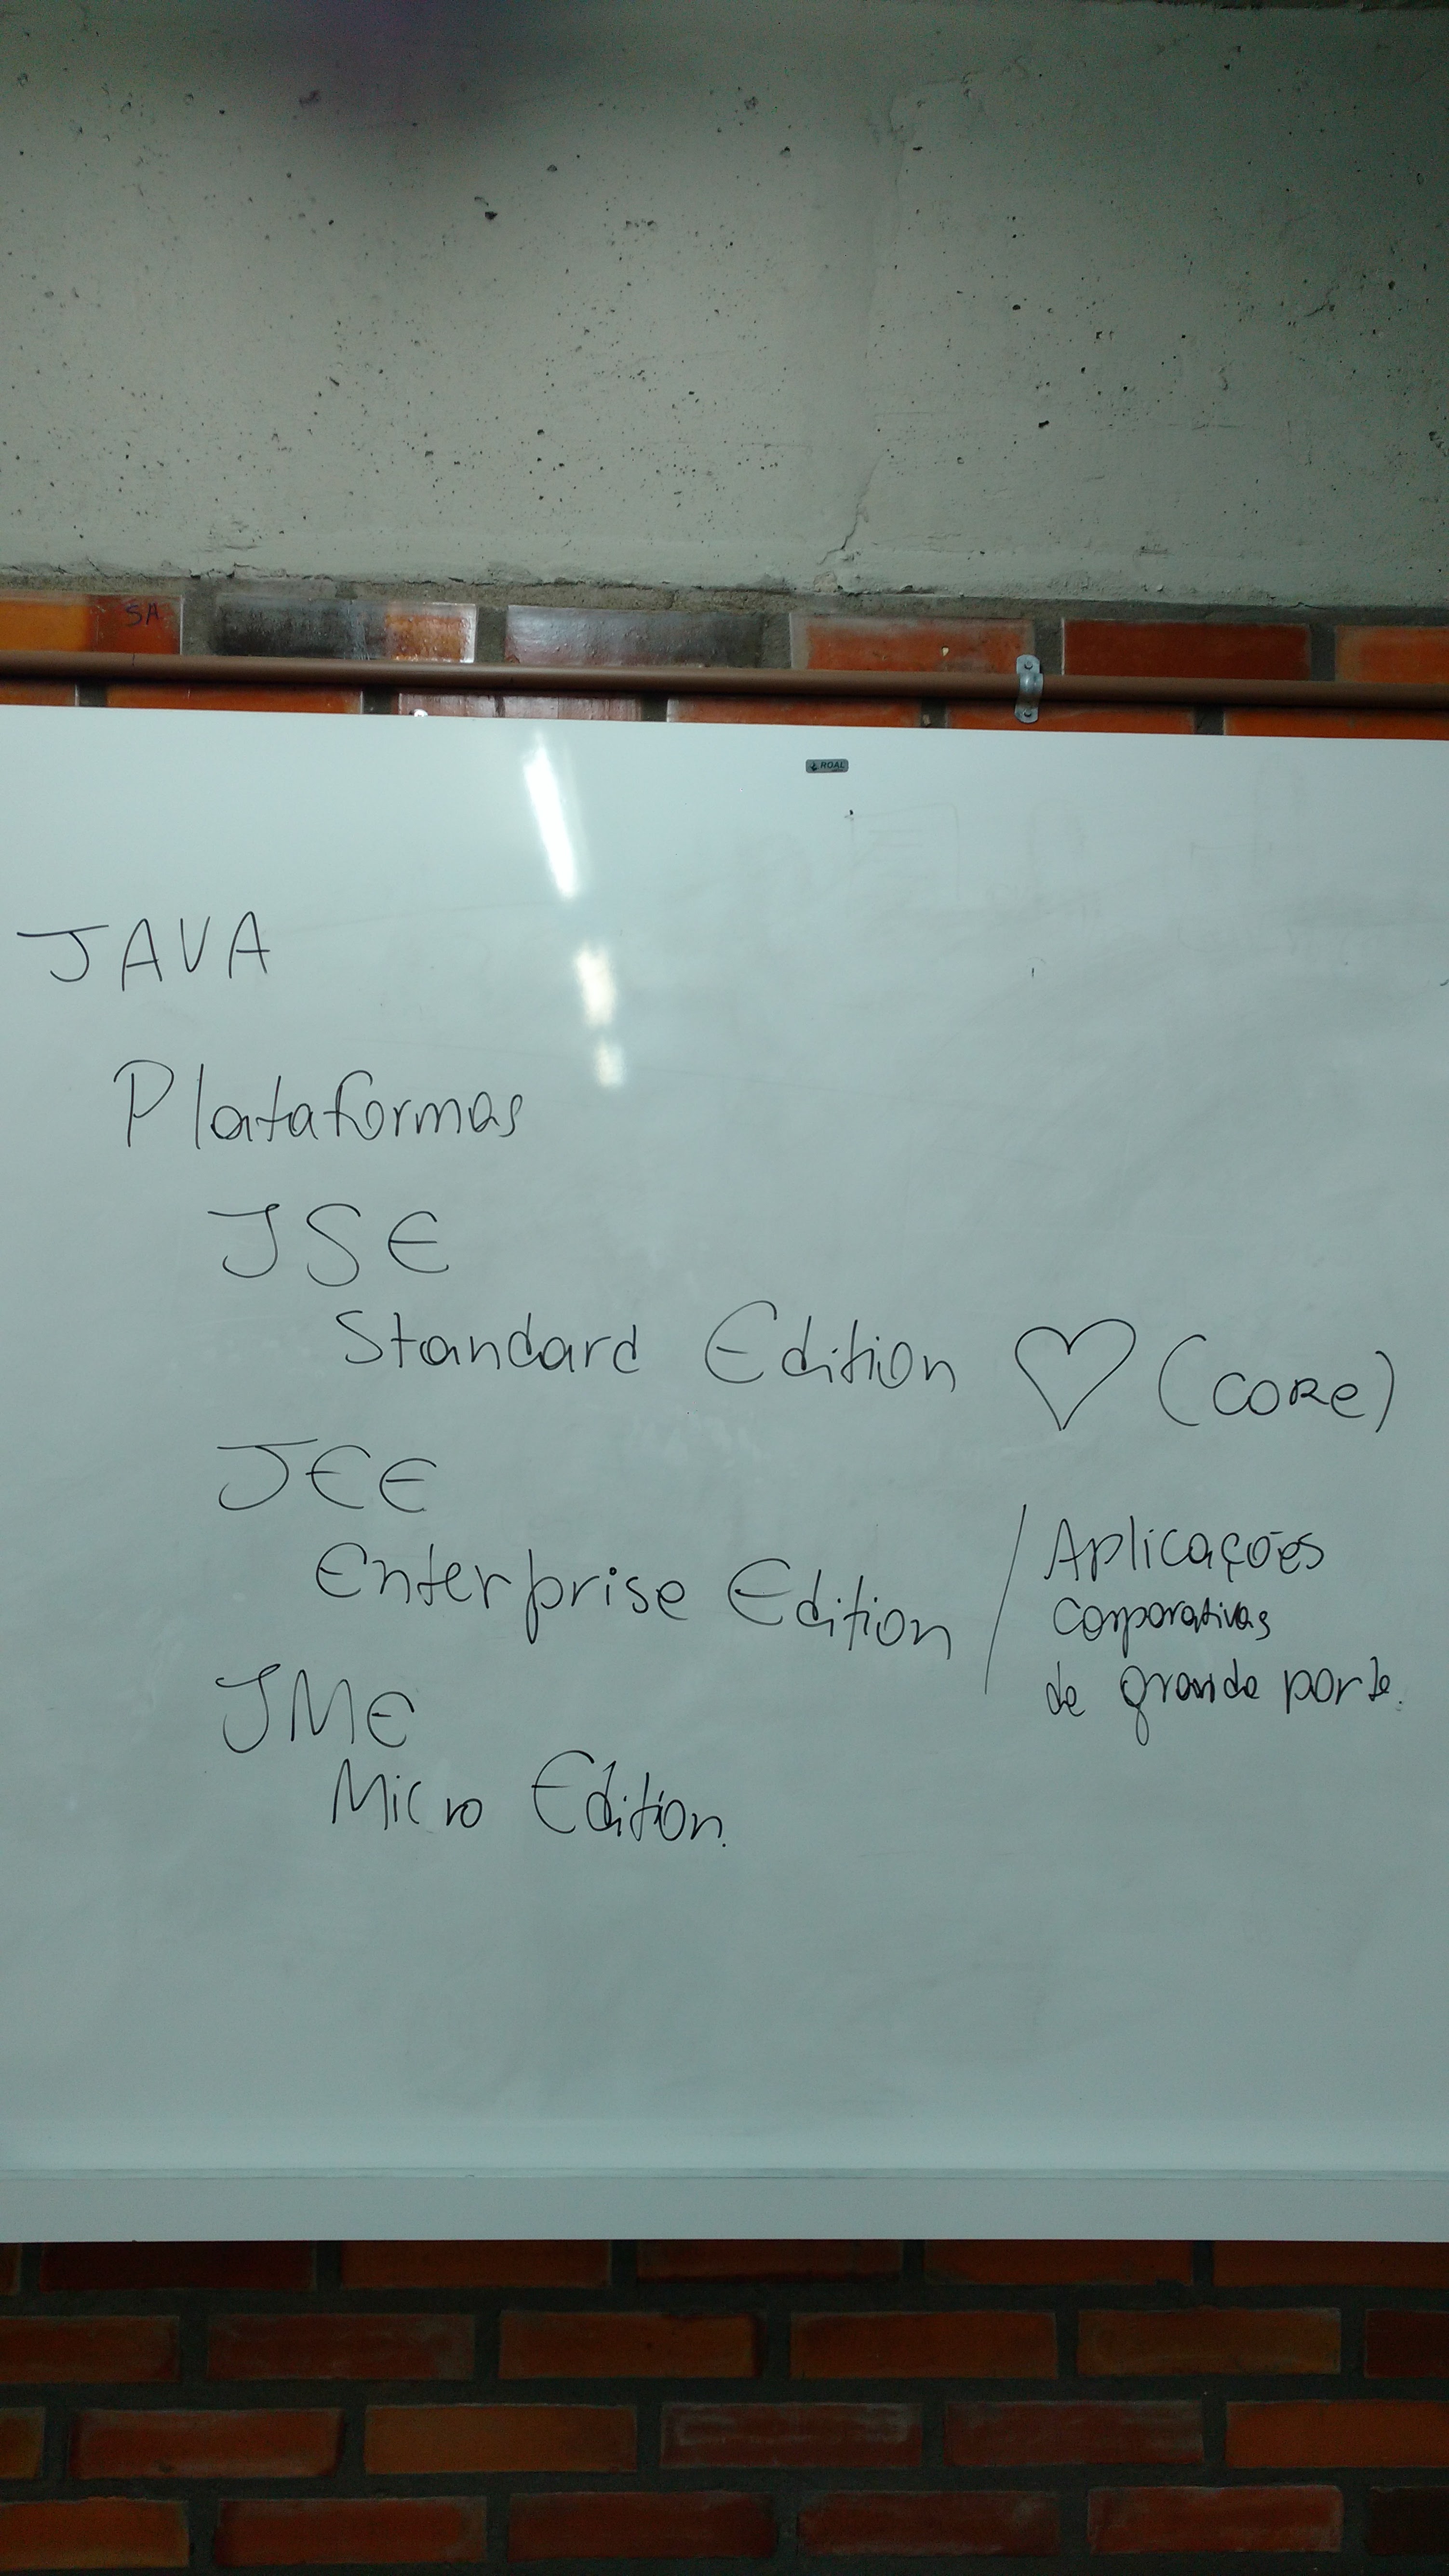 SA
ROAL
JAVA
Plataformas
JSE
Standard Edition ♡ (CORE)
JEE
Enterprise Edition / Aplicações
corporativas
de grande porte.
JME
Micro Edition.